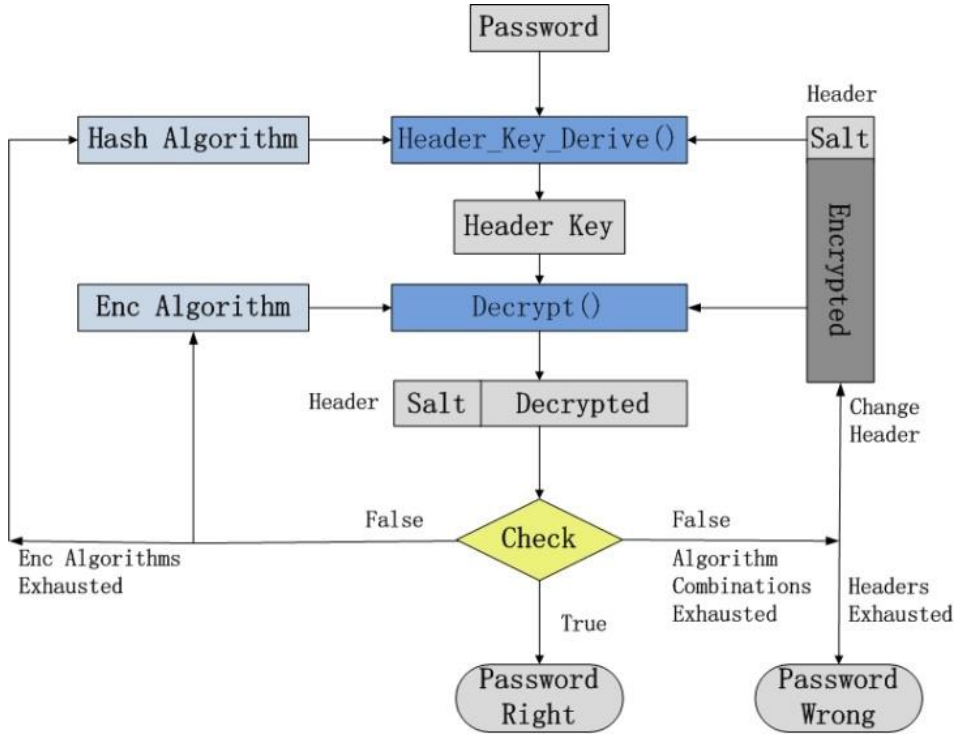 Password
Header
Hash Algorithm
Header_Key_Derive()
Salt
Encrypted
Header Key
Enc Algorithm
Decrypt()
Header
Salt
Decrypted
Change
Header
False
Check
False
Enc Algorithms
Exhausted
Algorithm
Combinations
Exhausted
Headers
Exhausted
True
Password
Right
Password
Wrong